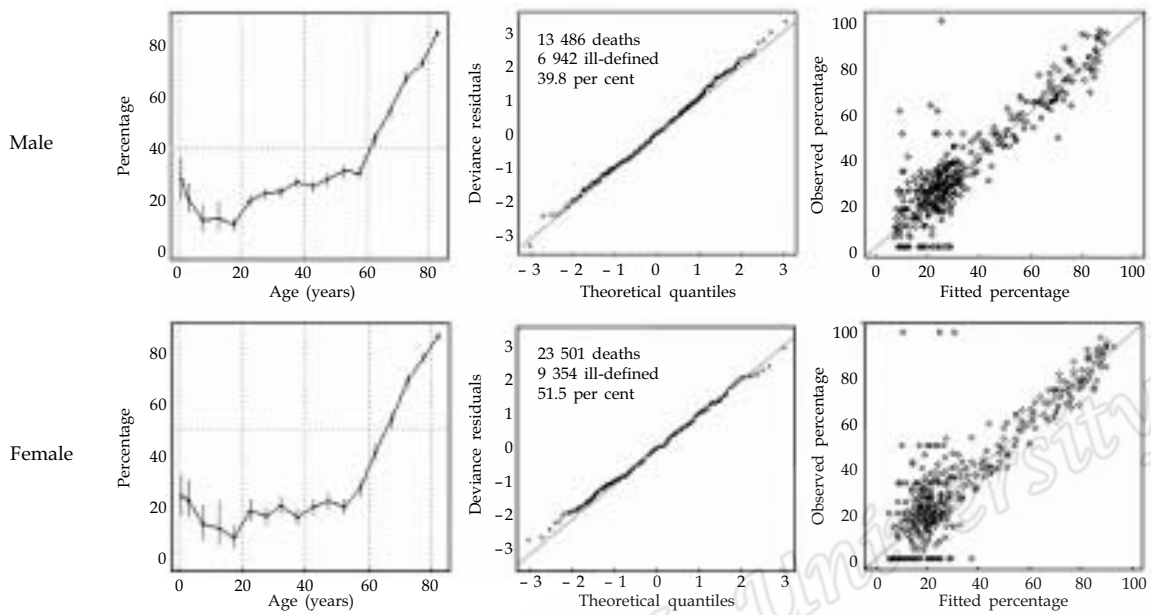 Male
Percentage
80
60
40
20
0
0 20 40 60 80
Age (years)
Deviance residuals
3
2
1
0
−1
−2
−3
13 486 deaths
6 942 ill-defined
39.8 per cent
− 3 − 2 − 1 0 1 2 3
Theoretical quantiles
Observed percentage
100
80
60
40
20
0
0 20 40 60 80 100
Fitted percentage
Female
Percentage
80
60
40
20
0
0 20 40 60 80
Age (years)
Deviance residuals
3
2
1
0
−1
−2
−3
23 501 deaths
9 354 ill-defined
51.5 per cent
− 3 − 2 − 1 0 1 2 3
Theoretical quantiles
Observed percentage
100
80
60
40
20
0
0 20 40 60 80 100
Fitted percentage
University